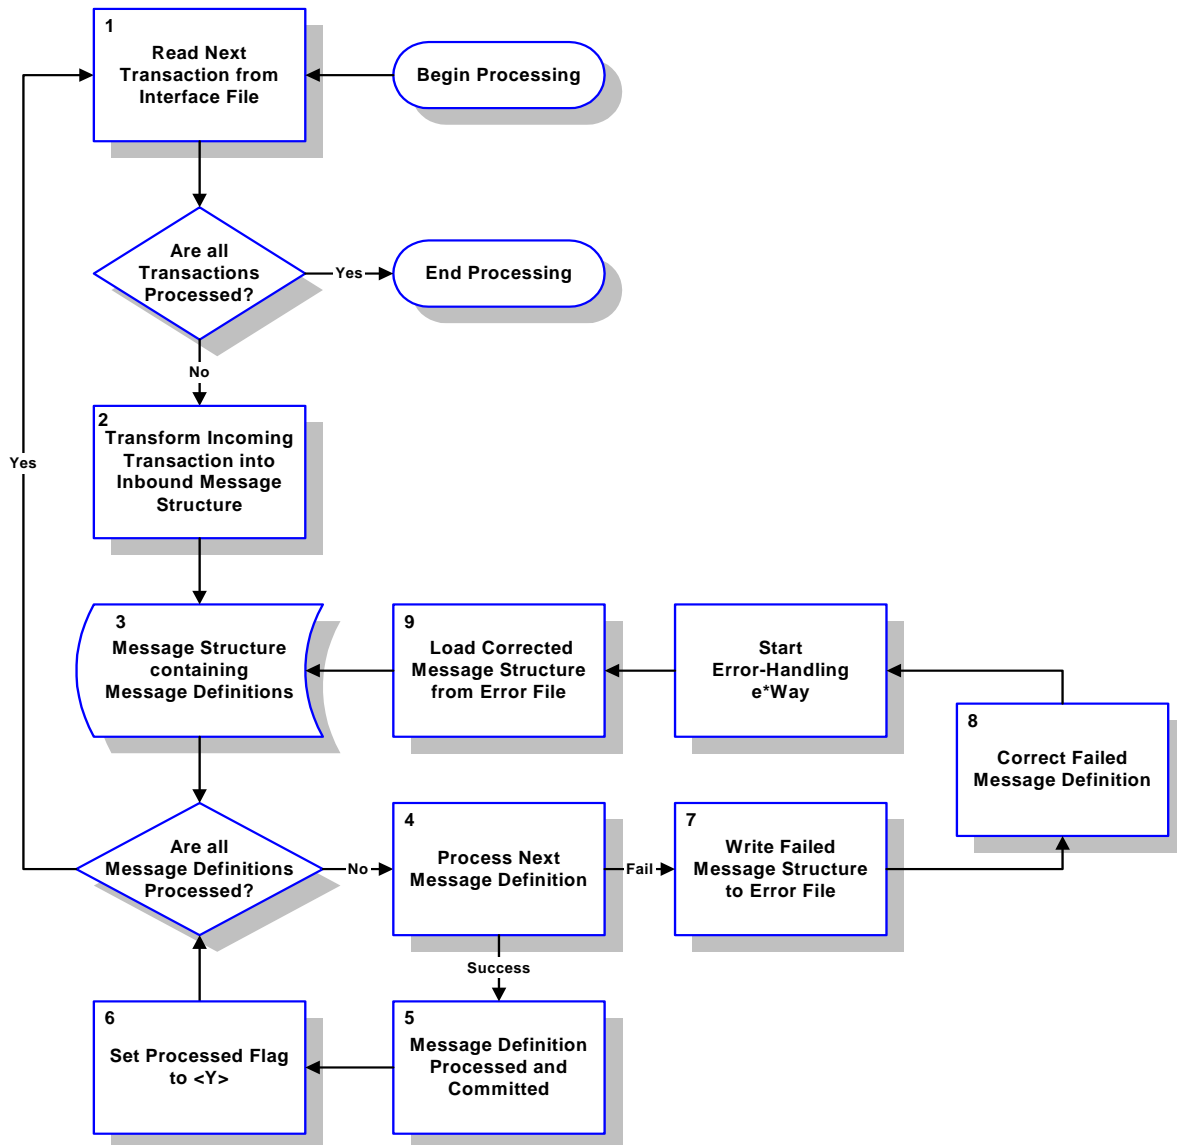 1
Read Next
Transaction from
Interface File
Begin Processing
Are all
Transactions
Processed?
Yes
End Processing
No
2
Transform Incoming
Transaction into
Inbound Message
Structure
Yes
3
Message Structure
containing
Message Definitions
9
Load Corrected
Message Structure
from Error File
Start
Error-Handling
e*Way
8
Correct Failed
Message Definition
Are all
Message Definitions
Processed?
No
4
Process Next
Message Definition
Fail
7
Write Failed
Message Structure
to Error File
Success
6
Set Processed Flag
to <Y>
5
Message Definition
Processed and
Committed